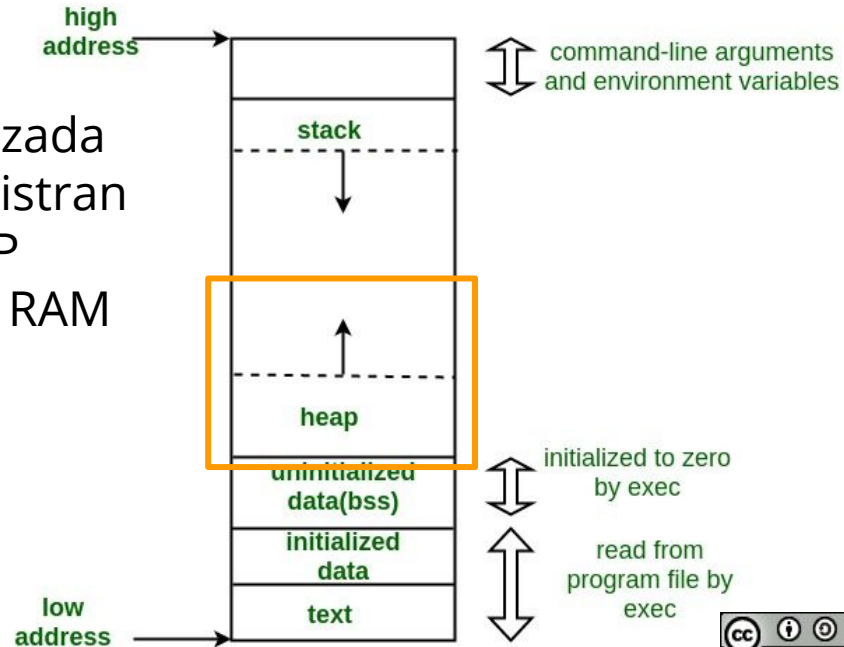 high
address
command-line arguments
and environment variables
zada
istran
P
RAM
stack
heap
uninitialized
data(bss)
initialized to zero
by exec
initialized
data
read from
program file by
exec
text
low
address
cc